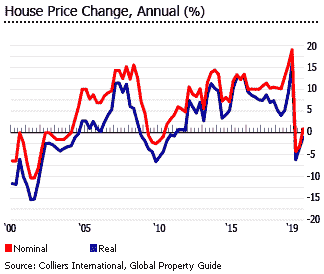 House Price Change, Annual (%)
20
15
10
5
0
-5
-10
-15
-20
'00 '05 '10 '15 '19
Nominal Real
Source: Colliers International, Global Property Guide